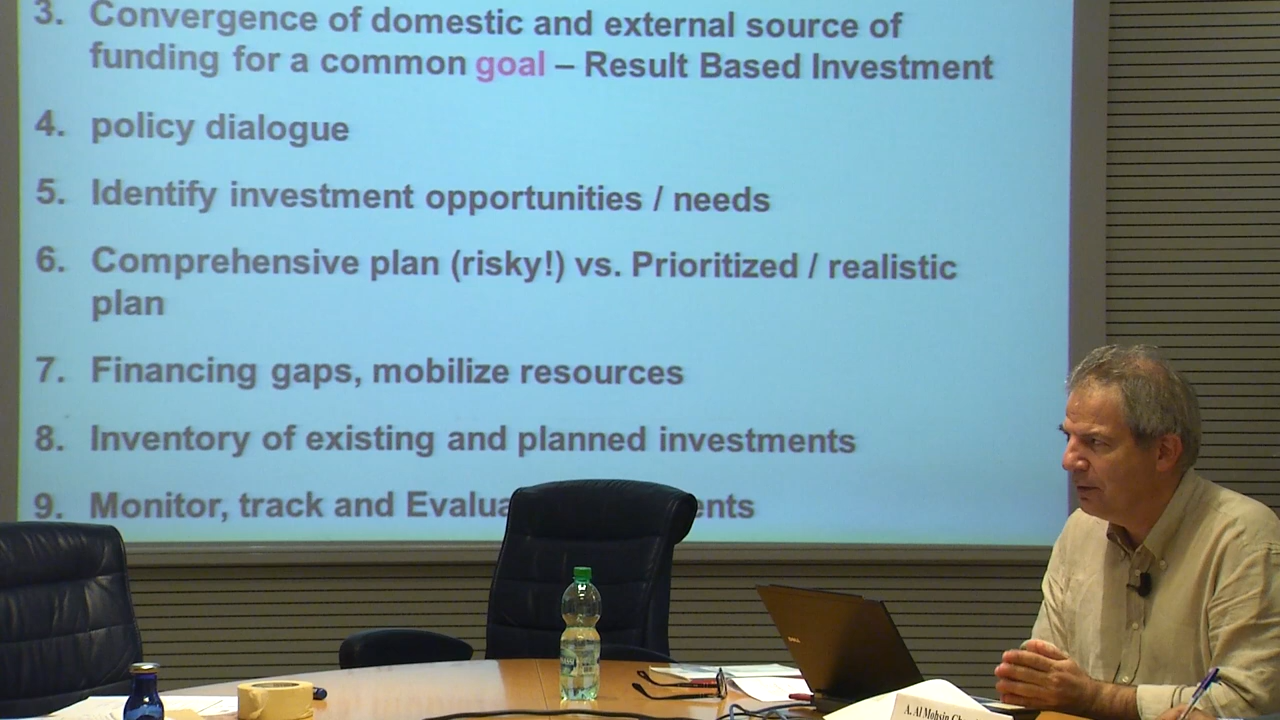 3. Convergence of domestic and external source of
funding for a common goal – Result Based Investment
4. policy dialogue
5. Identify investment opportunities / needs
6. Comprehensive plan (risky!) vs. Prioritized / realistic
plan
7. Financing gaps, mobilize resources
8. Inventory of existing and planned investments
9. Monitor, track and
DELL
A. Al Mohsin